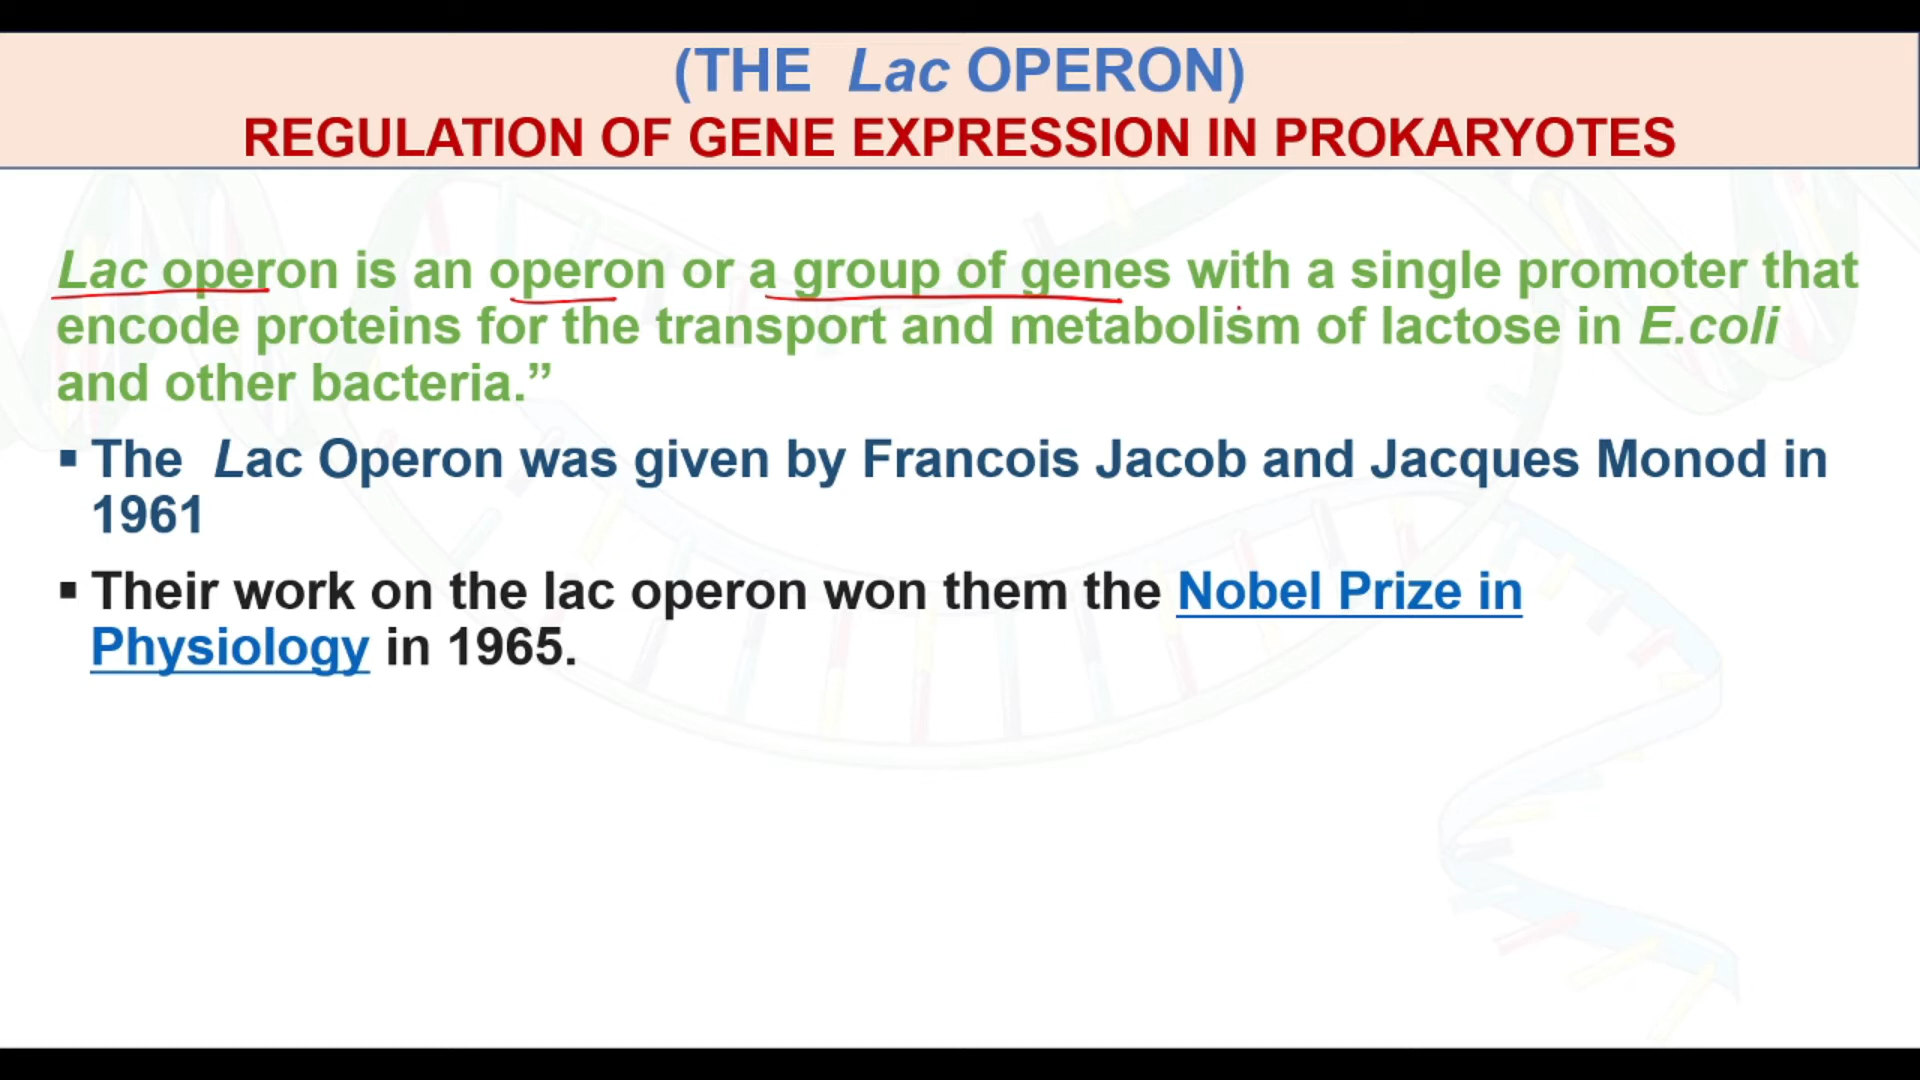 (THE Lac OPERON)
REGULATION OF GENE EXPRESSION IN PROKARYOTES
Lac operon is an operon or a group of genes with a single promoter that
encode proteins for the transport and metabolism of lactose in E.coli
and other bacteria.”
▪ The Lac Operon was given by Francois Jacob and Jacques Monod in
1961
▪ Their work on the lac operon won them the Nobel Prize in
Physiology in 1965.